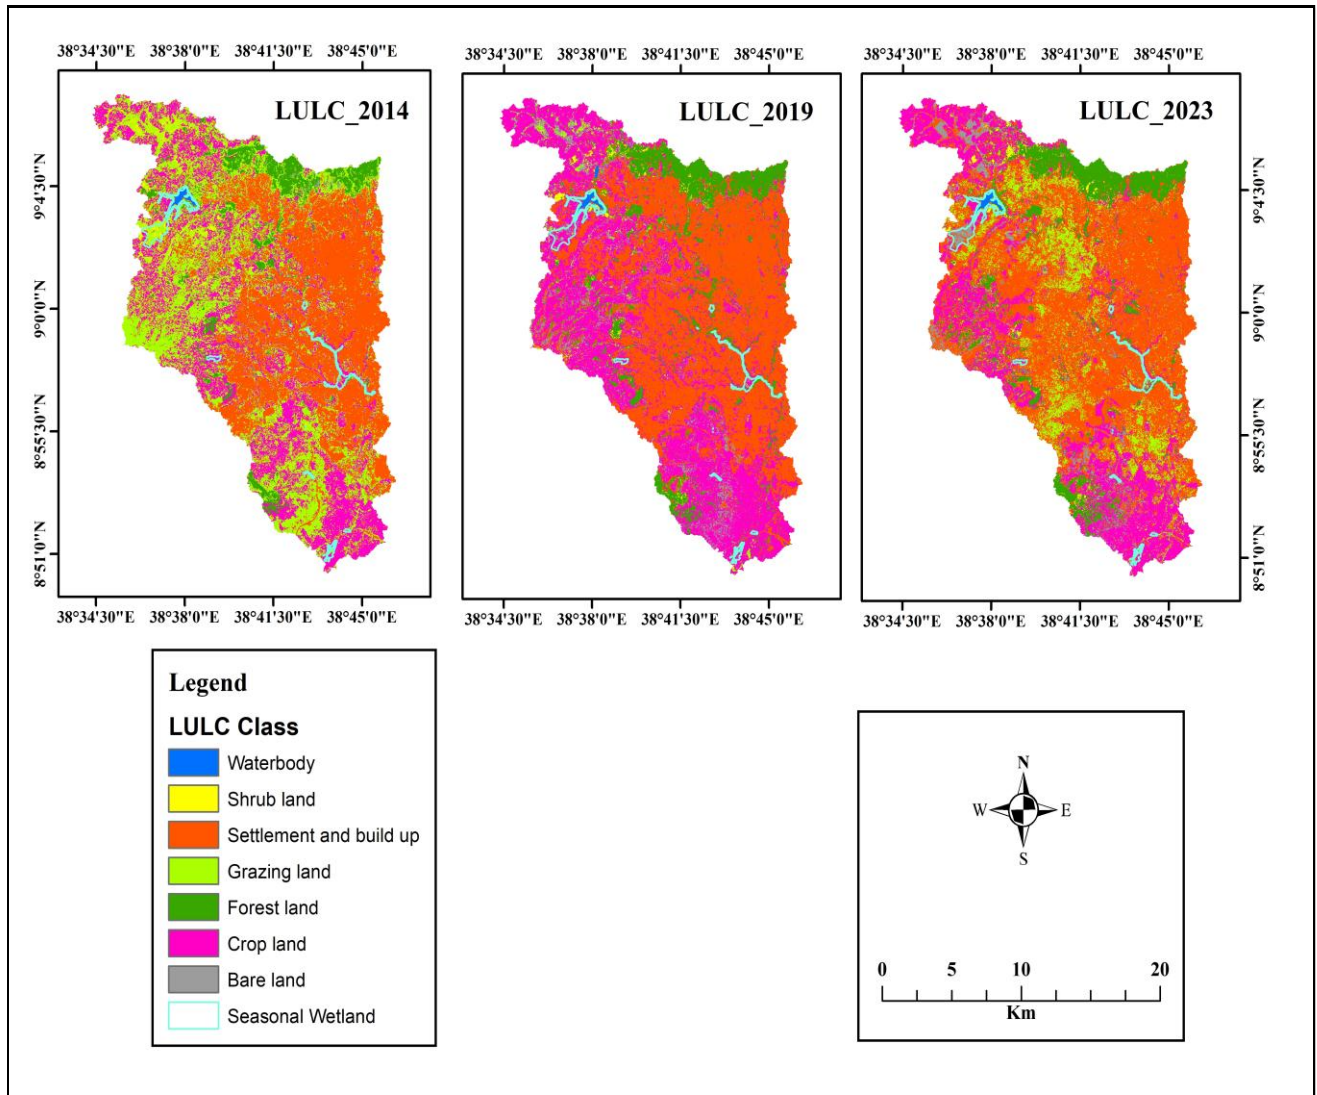 38°34'30"E 38°38'0"E 38°41'30"E 38°45'0"E
38°34'30"E 38°38'0"E 38°41'30"E 38°45'0"E
38°34'30"E 38°38'0"E 38°41'30"E 38°45'0"E
LULC_2014
LULC_2019
LULC_2023
9°4'30"N
9°0'0"N
8°55'30"N
8°51'0"N
9°4'30"N
9°0'0"N
8°55'30"N
8°51'0"N
38°34'30"E 38°38'0"E 38°41'30"E 38°45'0"E
38°34'30"E 38°38'0"E 38°41'30"E 38°45'0"E
38°34'30"E 38°38'0"E 38°41'30"E 38°45'0"E
Legend
LULC Class
Waterbody
Shrub land
Settlement and build up
Grazing land
Forest land
Crop land
Bare land
Seasonal Wetland
N
W E
S
0 5 10 20
Km